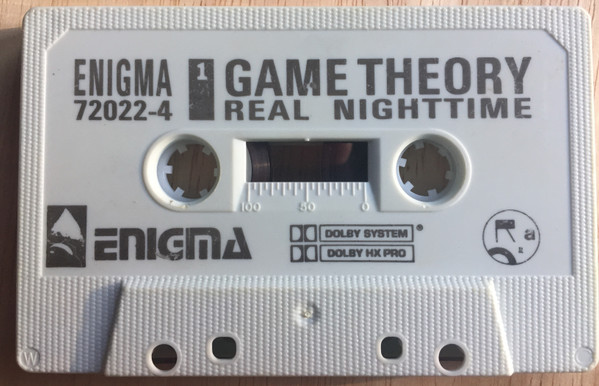 ENIGMA 1 GAME THEORY
72022-4 REAL NIGHTTIME
100 50 0
ENIGMA
DOLBY SYSTEM®
DOLBY HX PRO
R a
W